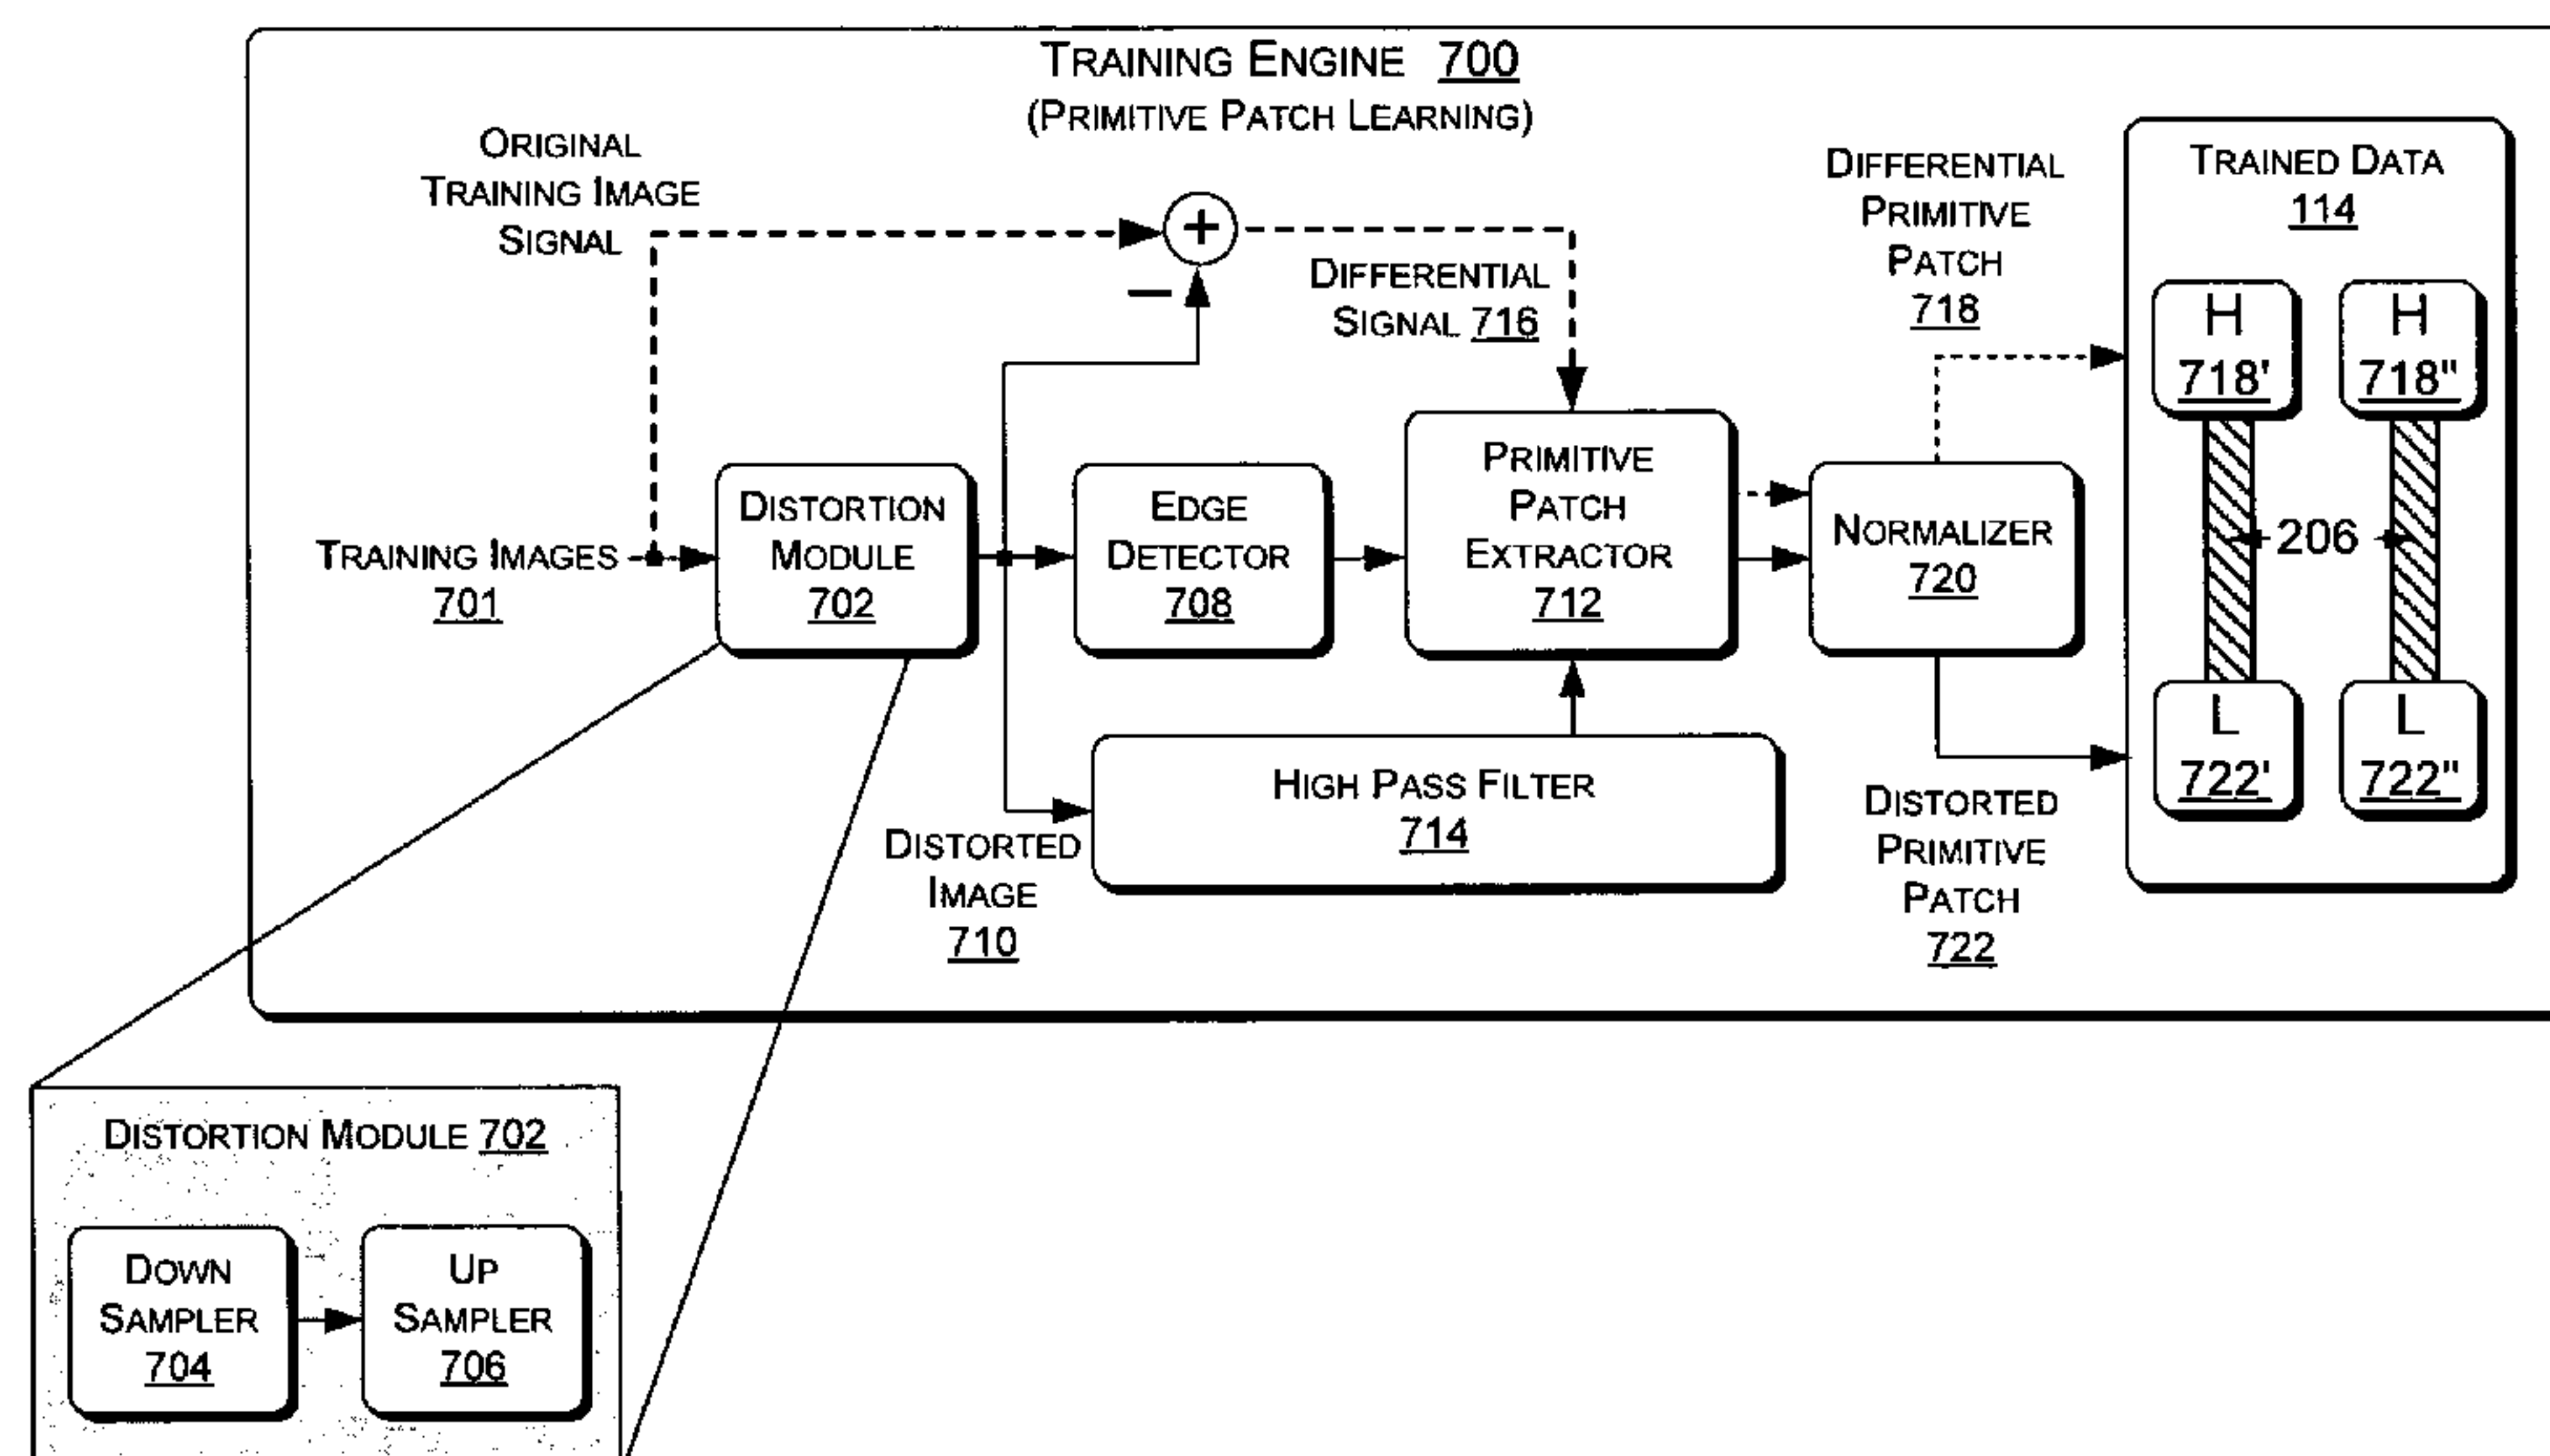 TRAINING ENGINE 700
(PRIMITIVE PATCH LEARNING)
ORIGINAL
TRAINING IMAGE
SIGNAL
+
−
DIFFERENTIAL
SIGNAL 716
DIFFERENTIAL
PRIMITIVE
PATCH
718
TRAINED DATA
114
H
718'
H
718"
206
L
722'
L
722"
TRAINING IMAGES
701
DISTORTION
MODULE
702
EDGE
DETECTOR
708
PRIMITIVE
PATCH
EXTRACTOR
712
NORMALIZER
720
HIGH PASS FILTER
714
DISTORTED
IMAGE
710
DISTORTED
PRIMITIVE
PATCH
722
DISTORTION MODULE 702
DOWN
SAMPLER
704
UP
SAMPLER
706